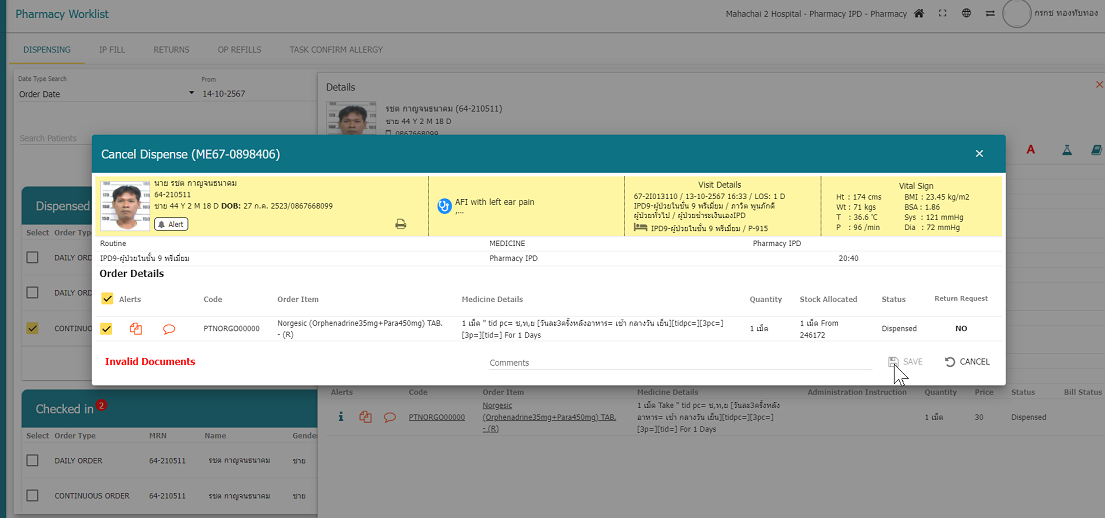 Pharmacy Worklist
Mahachai 2 Hospital - Pharmacy IPD - Pharmacy
กรกช ทองทับทอง
DISPENSING
IP FILL
RETURNS
OP REFILLS
TASK CONFIRM ALLERGY
Date Type Search
From
Order Date
14-10-2567
Search Patients
Details
รชต กาญจนธนาคม (64-210511)
ชาย 44 Y 2 M 18 D
0867668099
A
Cancel Dispense (ME67-0898406)
นาย รชต กาญจนธนาคม
64-210511
ชาย 44 Y 2 M 18 D DOB: 27 ก.ค. 2523/0867668099
Alert
AFI with left ear pain
,...
Visit Details
67-2I013110 / 13-10-2567 16:33 / LOS: 1 D
IPD9-ผู้ป่วยในชั้น 9 พรีเมี่ยม / ภาวัต พูนภักดี
ผู้ป่วยทั่วไป / ผู้ป่วยชำระเงินเองIPD
IPD9-ผู้ป่วยในชั้น 9 พรีเมี่ยม / P-915
Vital Sign
Ht : 174 cms
BMI : 23.45 kg/m2
Wt : 71 kgs
BSA : 1.86
T : 36.6 ℃
Sys : 121 mmHg
P : 96 /min
Dia : 72 mmHg
Routine
MEDICINE
Pharmacy IPD
IPD9-ผู้ป่วยในชั้น 9 พรีเมี่ยม
Pharmacy IPD
20:40
Order Details
Alerts
Code
Order Item
Medicine Details
Quantity
Stock Allocated
Status
Return Request
PTNORGO00000
Norgesic (Orphenadrine35mg+Para450mg) TAB.
- (R)
1 เม็ด " tid pc= ช,ท,ย [วันละ3ครั้งหลังอาหาร= เช้า กลางวัน เย็น][tidpc=][3pc=]
[3p=][tid=] For 1 Days
1 เม็ด
1 เม็ด From
246172
Dispensed
NO
Invalid Documents
Comments
SAVE
CANCEL
Dispensed
Select
Order Type
DAILY ORD
DAILY ORD
CONTINUO
Checked in
2
Select
Order Type
MRN
Name
Gender
DAILY ORDER
64-210511
รชต กาญจนธนาคม
ชาย
CONTINUOUS ORDER
64-210511
รชต กาญจนธนาคม
ชาย
Alerts
Code
Order Item
Medicine Details
Administration Instruction
Quantity
Price
Status
Bill Status
PTNORGO00000
Norgesic
(Orphenadrine35mg+Para450mg) TAB.
- (R)
1 เม็ด Take " tid pc= ช,ท,ย [วันละ3ครั้งหลัง
อาหาร= เช้า กลางวัน เย็น][tidpc=][3pc=]
[3p=][tid=] For 1 Days
1 เม็ด
30
Dispensed